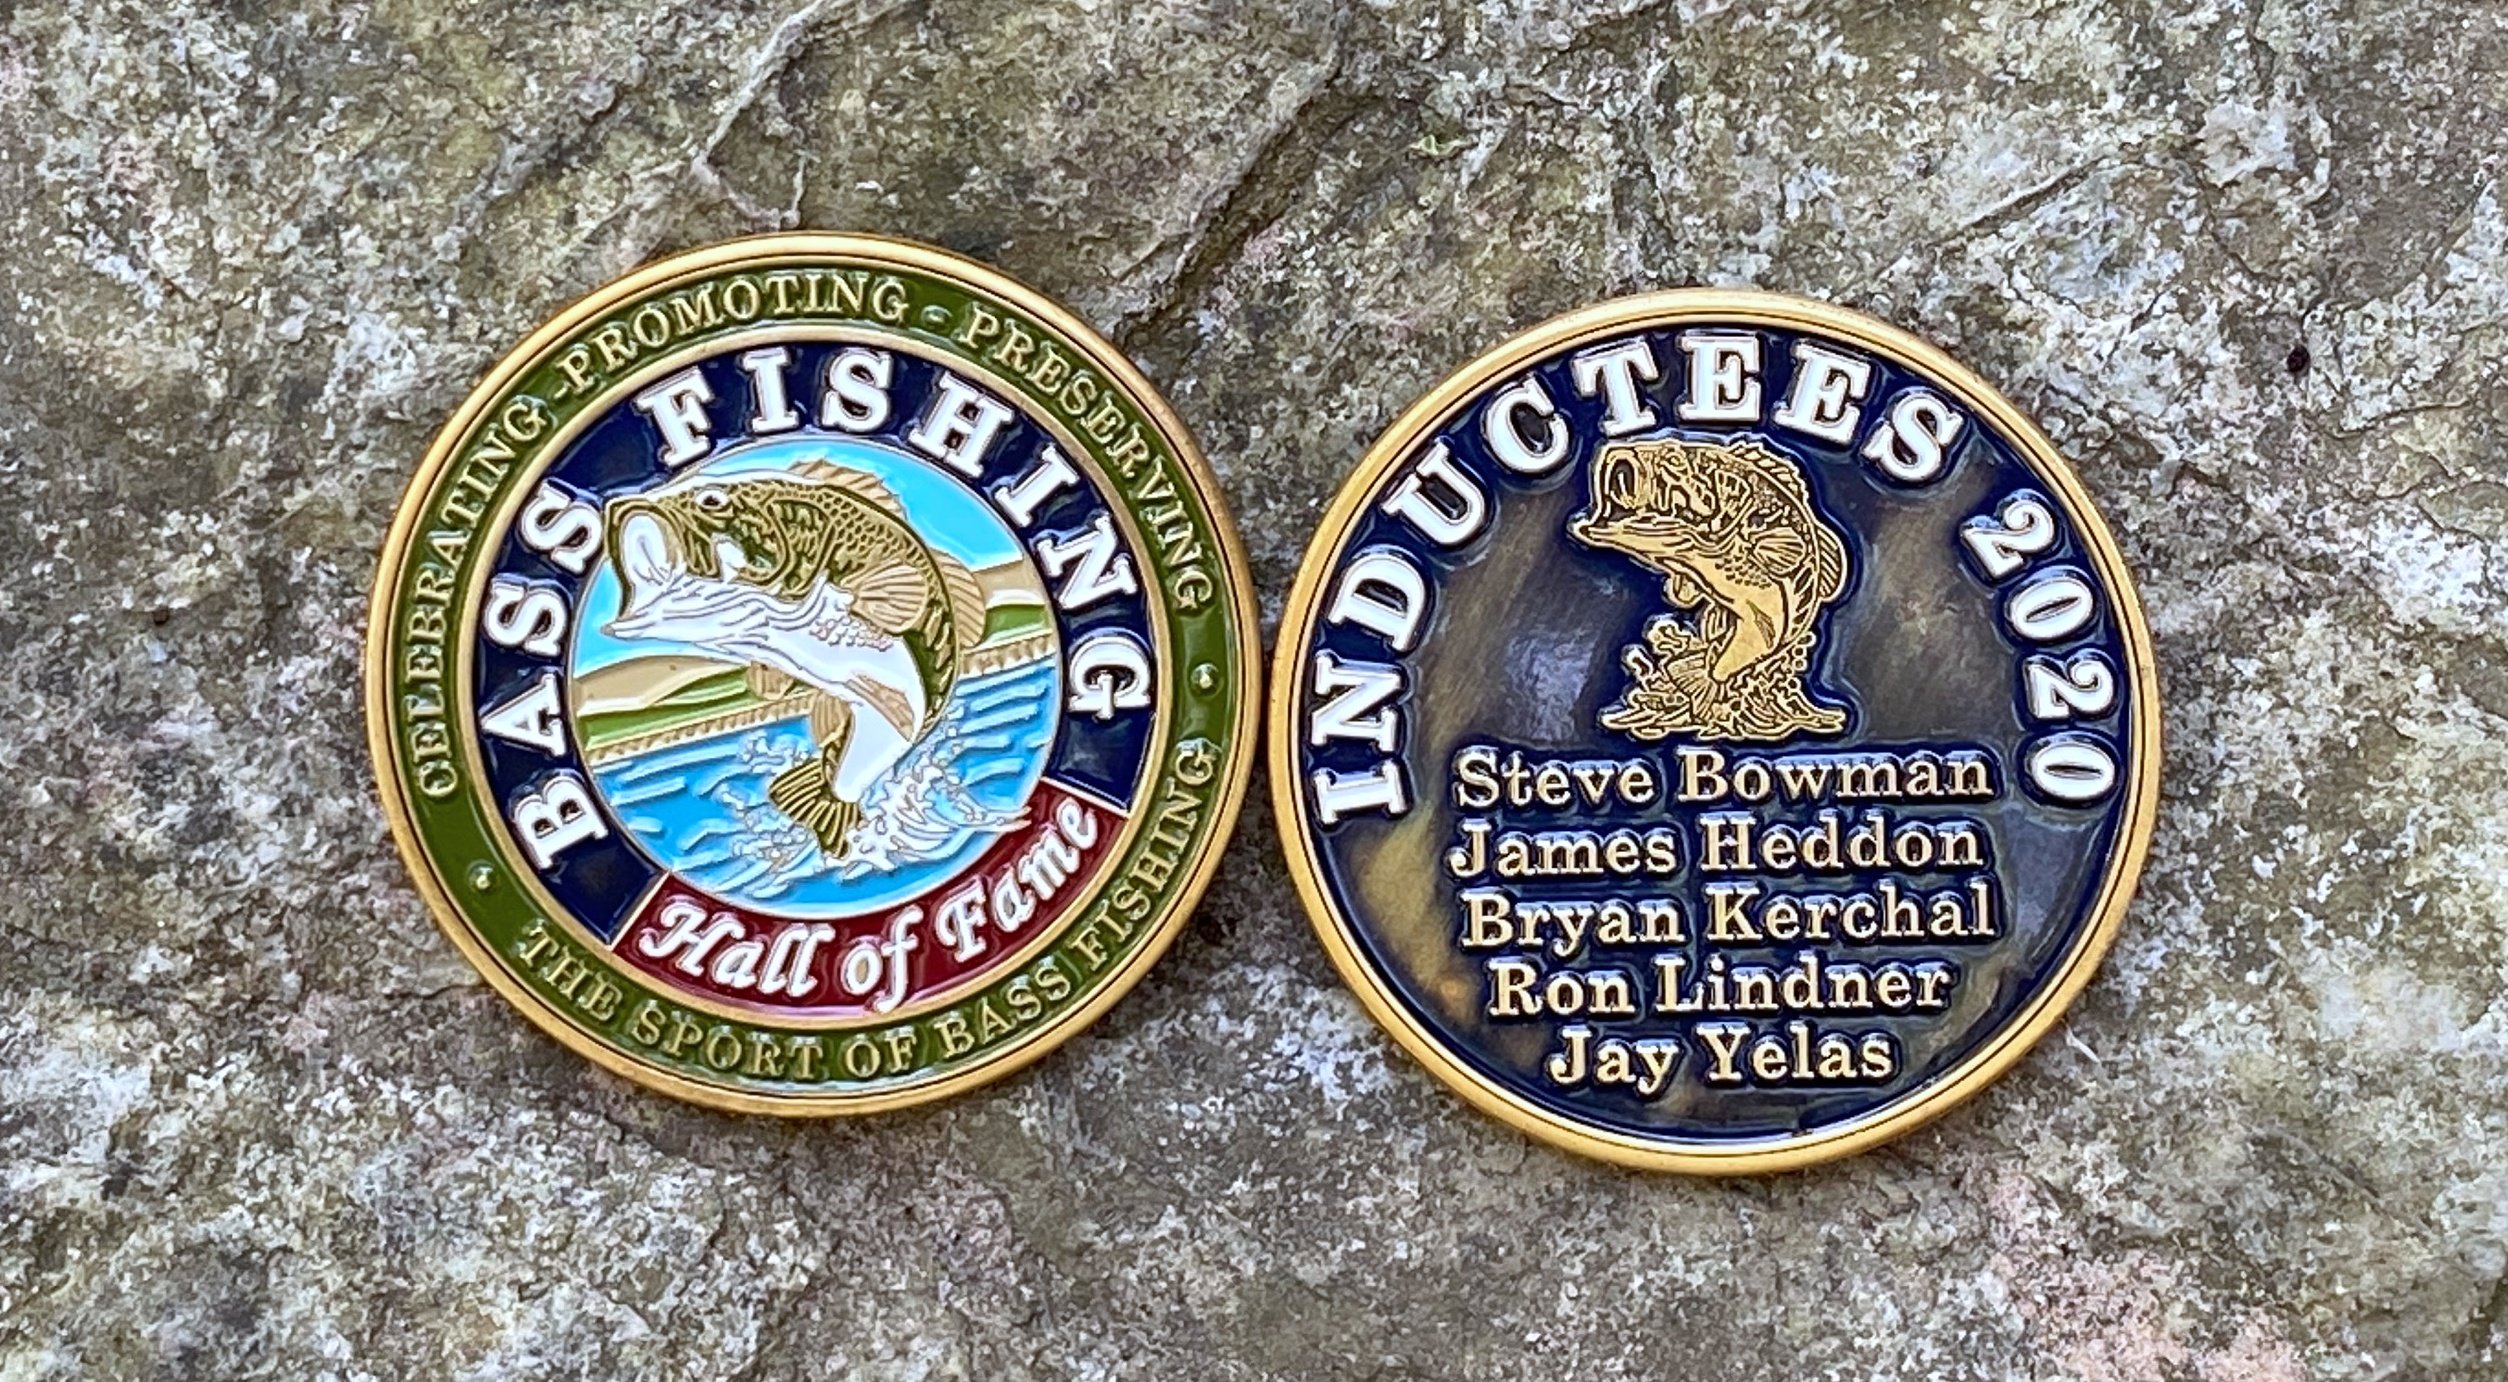 CELEBRATING - PROMOTING - PRESERVING
BASS FISHING
Hall of Fame
THE SPORT OF BASS FISHING
INDUCTEES 2020
Steve Bowman
James Heddon
Bryan Kerchal
Ron Lindner
Jay Yelas